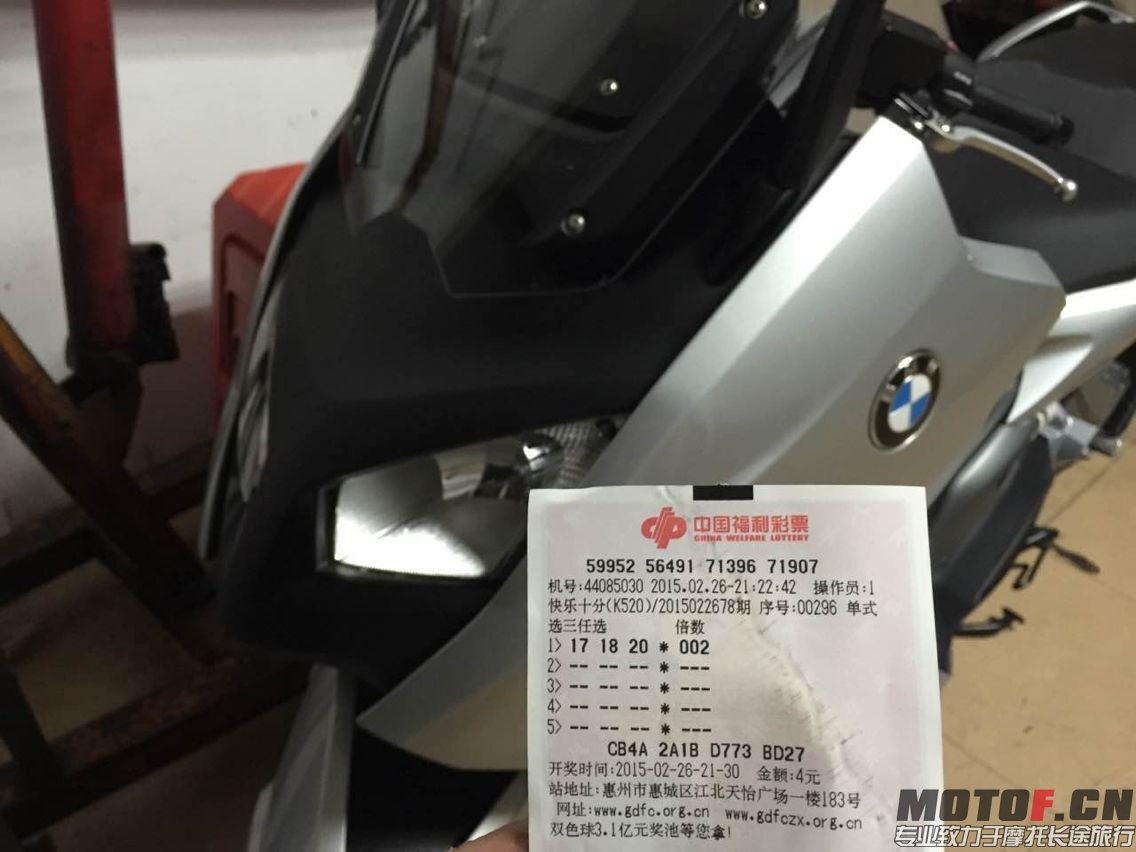 中国福利彩票
CHINA WELFARE LOTTERY
59952 56491 71396 71907
机号:44085030 2015.02.26-21:22:42 操作员:1
快乐十分(K520)/2015022678期 序号:00296 单式
选三任选 倍数
1> 17 18 20 * 002
2> -- -- -- * ---
3> -- -- -- * ---
4> -- -- -- * ---
5> -- -- -- * ---
CB4A 2A1B D773 BD27
开奖时间:2015-02-26-21-30 金额:4元
站地址:惠州市惠城区江北天怡广场一楼183号
网址:www.gdfc.org.cn www.gdfczx.org.cn
双色球3.1亿元奖池等您拿!
MOTOF.CN
专业致力于摩托长途旅行